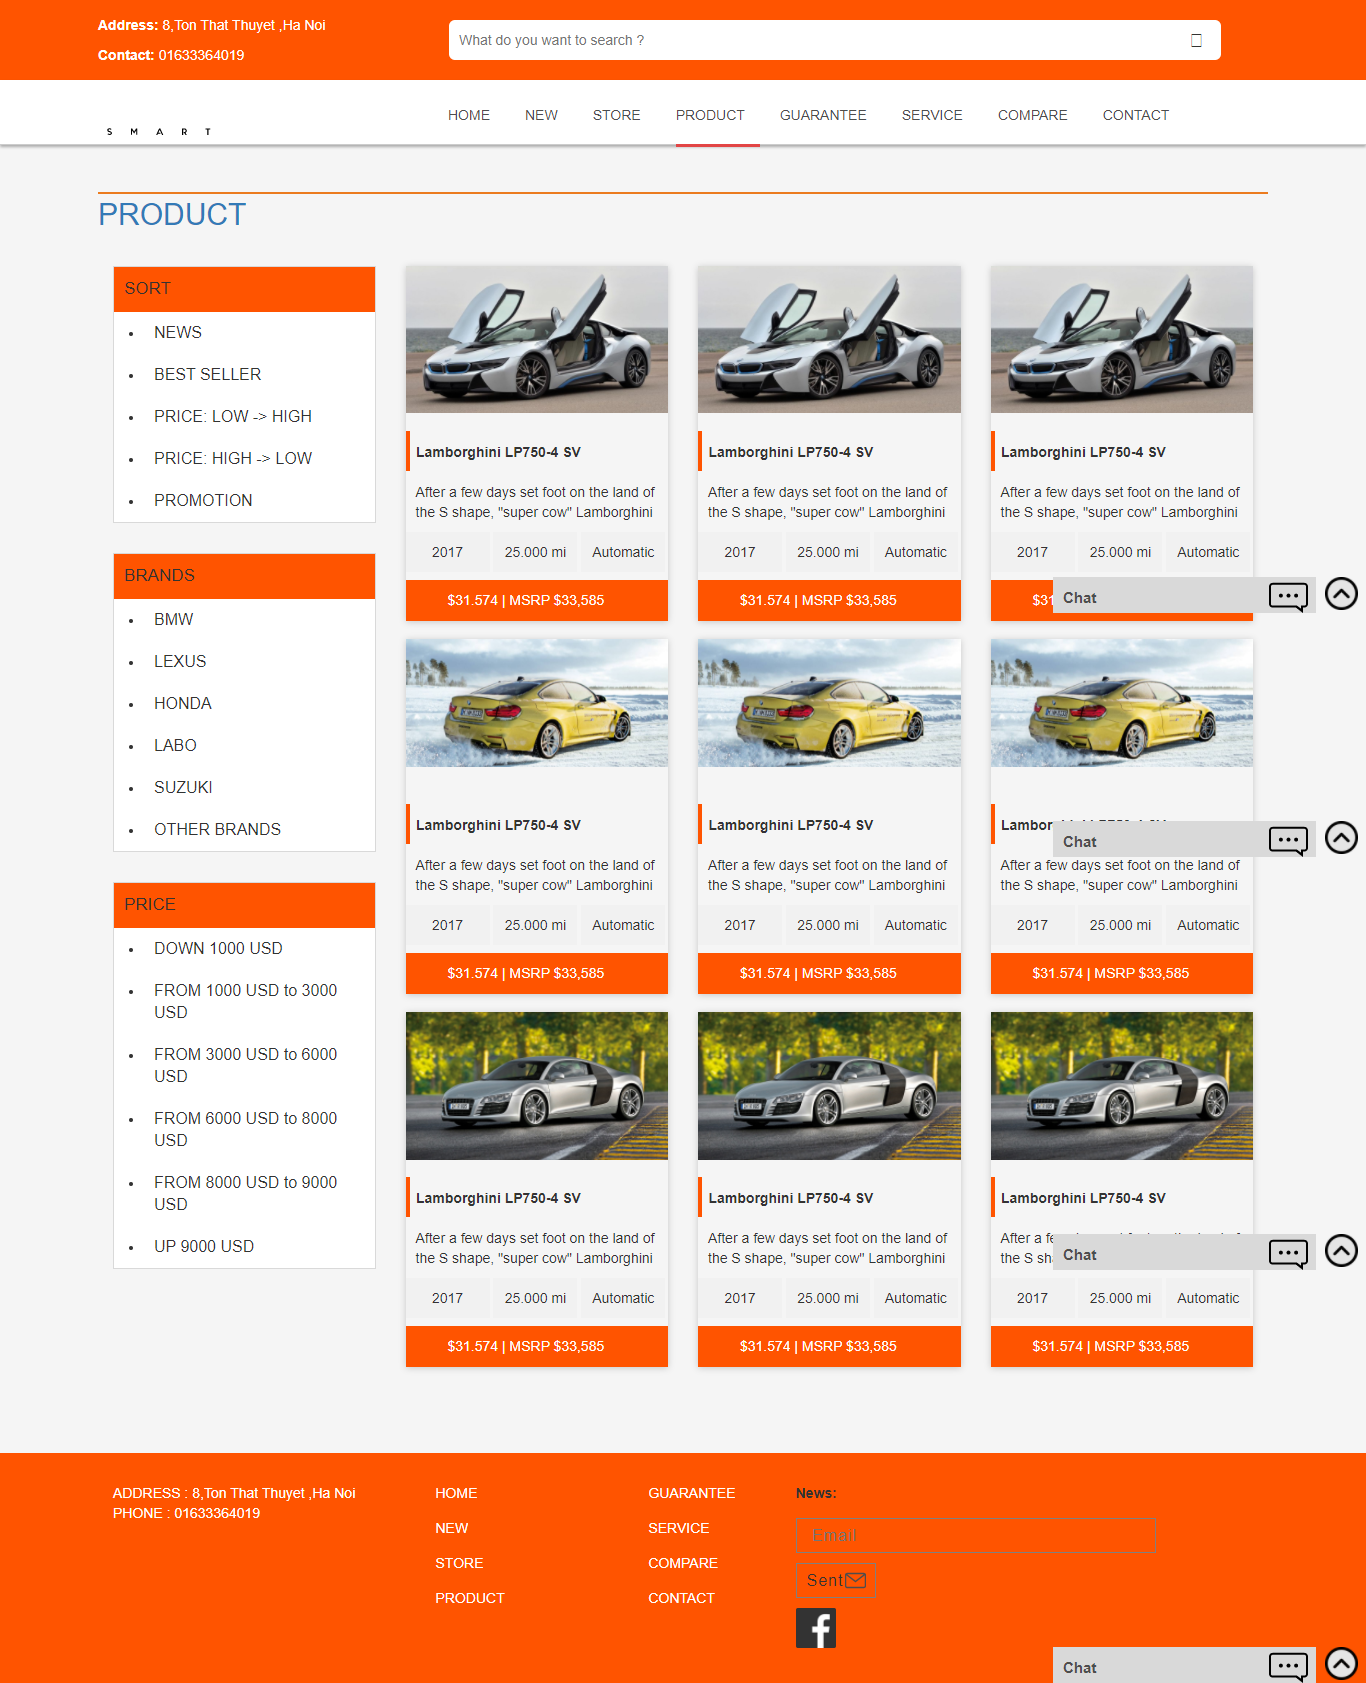 Address: 8,Ton That Thuyet ,Ha Noi
Contact: 01633364019
What do you want to search ?
SMART
HOME NEW STORE PRODUCT GUARANTEE SERVICE COMPARE CONTACT
PRODUCT
SORT
NEWS
BEST SELLER
PRICE: LOW -> HIGH
PRICE: HIGH -> LOW
PROMOTION
BRANDS
BMW
LEXUS
HONDA
LABO
SUZUKI
OTHER BRANDS
PRICE
DOWN 1000 USD
FROM 1000 USD to 3000
USD
FROM 3000 USD to 6000
USD
FROM 6000 USD to 8000
USD
FROM 8000 USD to 9000
USD
UP 9000 USD
Lamborghini LP750-4 SV
After a few days set foot on the land of
the S shape, "super cow" Lamborghini
2017 25.000 mi Automatic
$31.574 | MSRP $33,585
Lamborghini LP750-4 SV
After a few days set foot on the land of
the S shape, "super cow" Lamborghini
2017 25.000 mi Automatic
$31.574 | MSRP $33,585
Lamborghini LP750-4 SV
After a few days set foot on the land of
the S shape, "super cow" Lamborghini
2017 25.000 mi Automatic
$31
Chat
Lamborghini LP750-4 SV
After a few days set foot on the land of
the S shape, "super cow" Lamborghini
2017 25.000 mi Automatic
$31.574 | MSRP $33,585
Lamborghini LP750-4 SV
After a few days set foot on the land of
the S shape, "super cow" Lamborghini
2017 25.000 mi Automatic
$31.574 | MSRP $33,585
Lambor
Chat
After a few days set foot on the land of
the S shape, "super cow" Lamborghini
2017 25.000 mi Automatic
$31.574 | MSRP $33,585
Lamborghini LP750-4 SV
After a few days set foot on the land of
the S shape, "super cow" Lamborghini
2017 25.000 mi Automatic
$31.574 | MSRP $33,585
Lamborghini LP750-4 SV
After a few days set foot on the land of
the S shape, "super cow" Lamborghini
2017 25.000 mi Automatic
$31.574 | MSRP $33,585
Lamborghini LP750-4 SV
After a fe
the S sh
Chat
2017 25.000 mi Automatic
$31.574 | MSRP $33,585
ADDRESS : 8,Ton That Thuyet ,Ha Noi
PHONE : 01633364019
HOME
NEW
STORE
PRODUCT
GUARANTEE
SERVICE
COMPARE
CONTACT
News:
Email
Sent
Chat